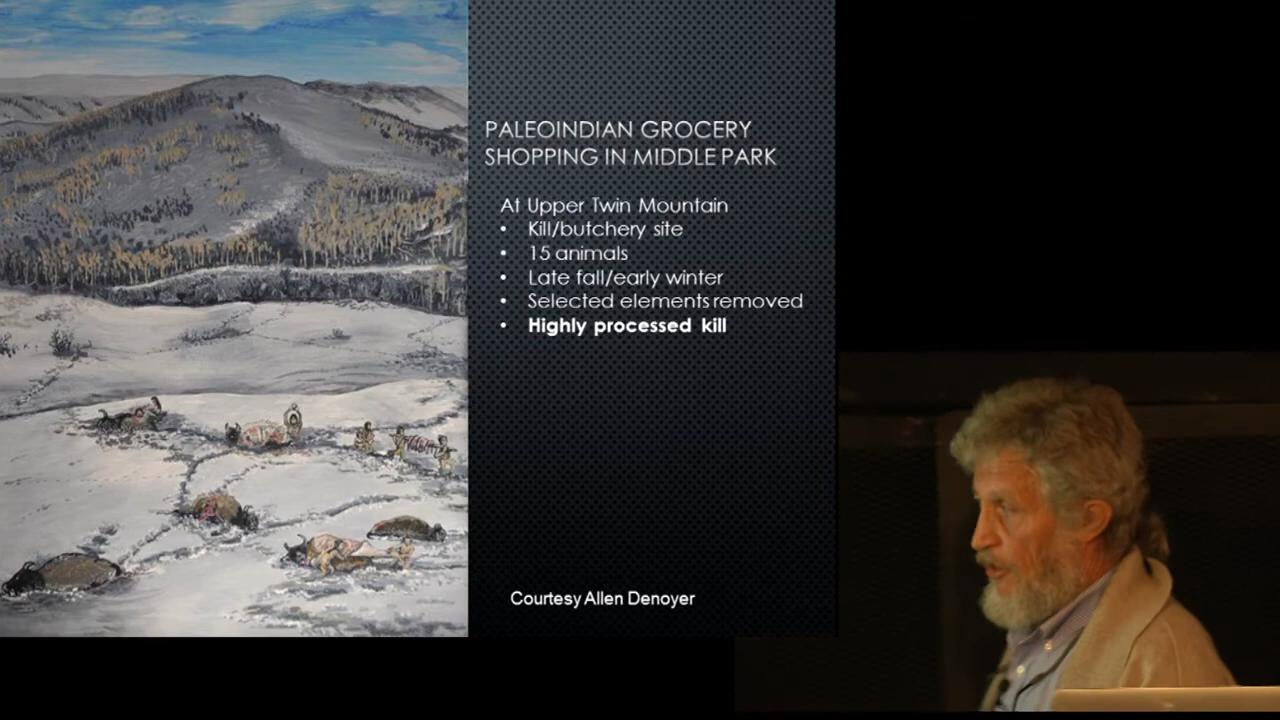 PALEOINDIAN GROCERY
SHOPPING IN MIDDLE PARK
At Upper Twin Mountain
• Kill/butchery site
• 15 animals
• Late fall/early winter
• Selected elements removed
• Highly processed kill
Courtesy Allen Denoyer